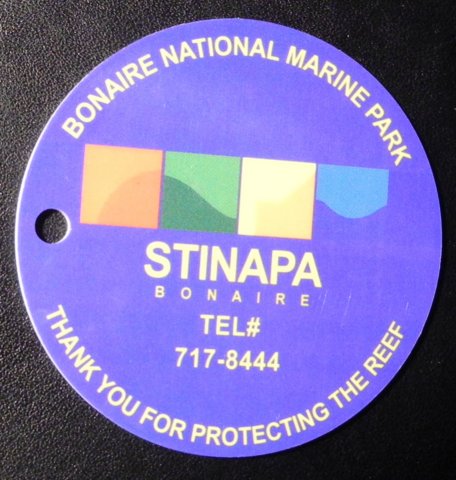 BONAIRE NATIONAL MARINE PARK
STINAPA
BONAIRE
TEL#
717-8444
THANK YOU FOR PROTECTING THE REEF